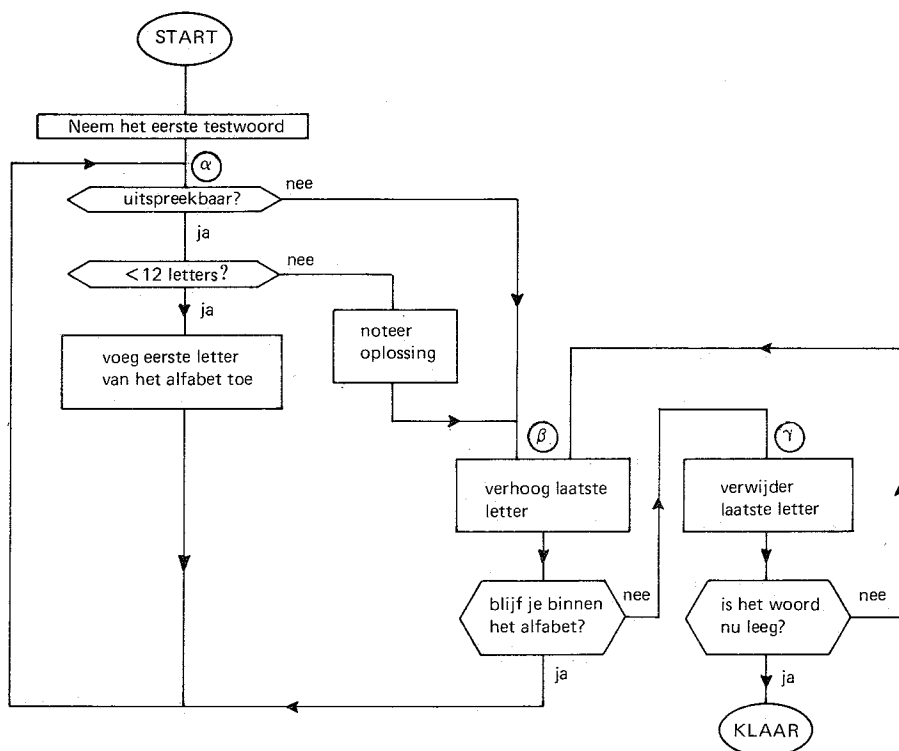 START
Neem het eerste testwoord
α
uitspreekbaar?
nee
ja
<12 letters?
nee
ja
voeg eerste letter
van het alfabet toe
noteer
oplossing
β
verhoog laatste
letter
blijf je binnen
het alfabet?
nee
ja
γ
verwijder
laatste letter
is het woord
nu leeg?
nee
ja
KLAAR